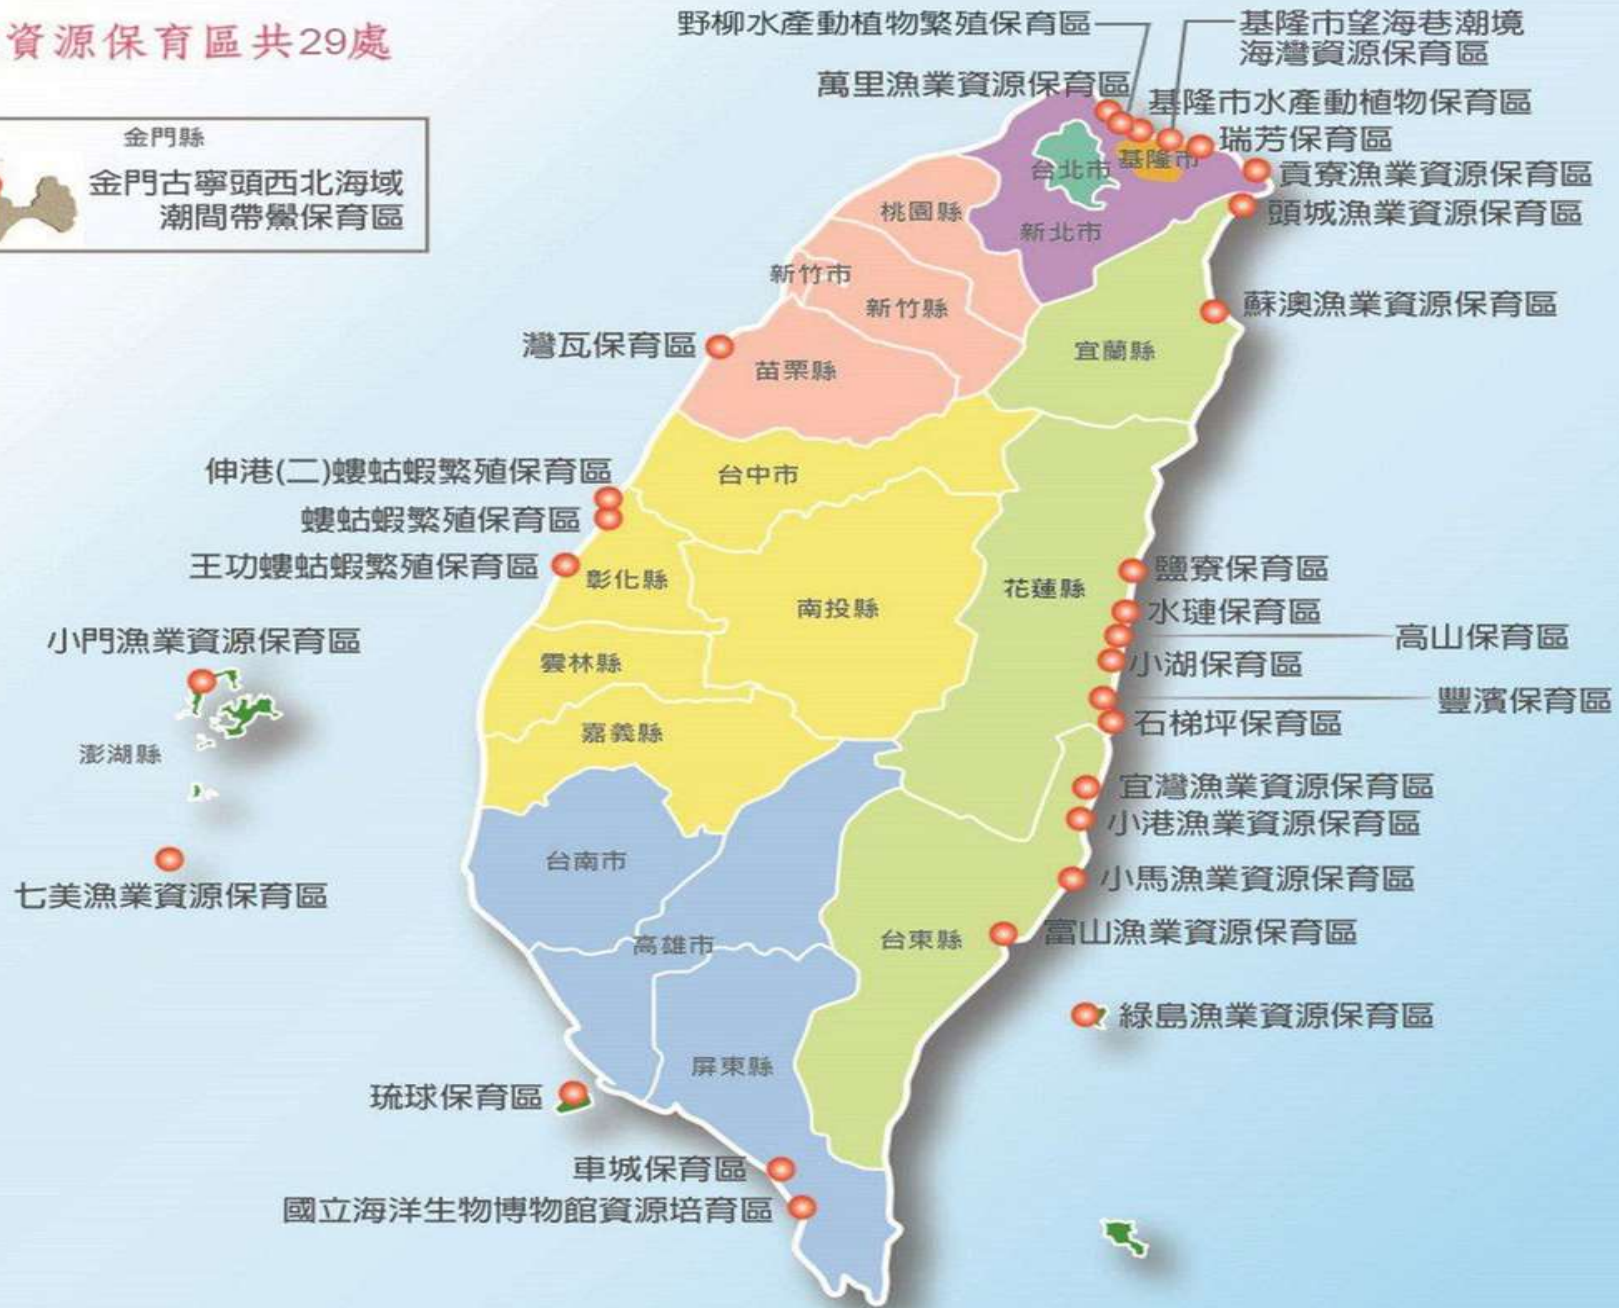 資源保育區共29處
金門縣
金門古寧頭西北海域
潮間帶鱟保育區
野柳水產動植物繁殖保育區
基隆市望海巷潮境
海灣資源保育區
萬里漁業資源保育區
基隆市水產動植物保育區
瑞芳保育區
台北市
基隆市
貢寮漁業資源保育區
桃園縣
頭城漁業資源保育區
新北市
新竹市
新竹縣
蘇澳漁業資源保育區
灣瓦保育區
宜蘭縣
苗栗縣
伸港(二)螻蛄蝦繁殖保育區
台中市
螻蛄蝦繁殖保育區
王功螻蛄蝦繁殖保育區
彰化縣
鹽寮保育區
花蓮縣
南投縣
水璉保育區
高山保育區
小門漁業資源保育區
雲林縣
小湖保育區
豐濱保育區
石梯坪保育區
嘉義縣
澎湖縣
宜灣漁業資源保育區
小港漁業資源保育區
台南市
小馬漁業資源保育區
七美漁業資源保育區
富山漁業資源保育區
台東縣
高雄市
綠島漁業資源保育區
屏東縣
琉球保育區
車城保育區
國立海洋生物博物館資源培育區